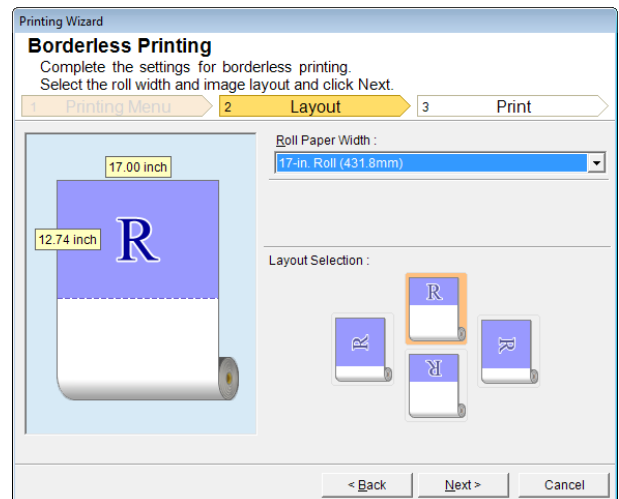 Printing Wizard
Borderless Printing
Complete the settings for borderless printing.
Select the roll width and image layout and click Next.
1 Printing Menu 2 Layout 3 Print
Roll Paper Width :
17-in. Roll (431.8mm)
17.00 inch
12.74 inch
R
Layout Selection :
R
R
R
R
< Back Next > Cancel